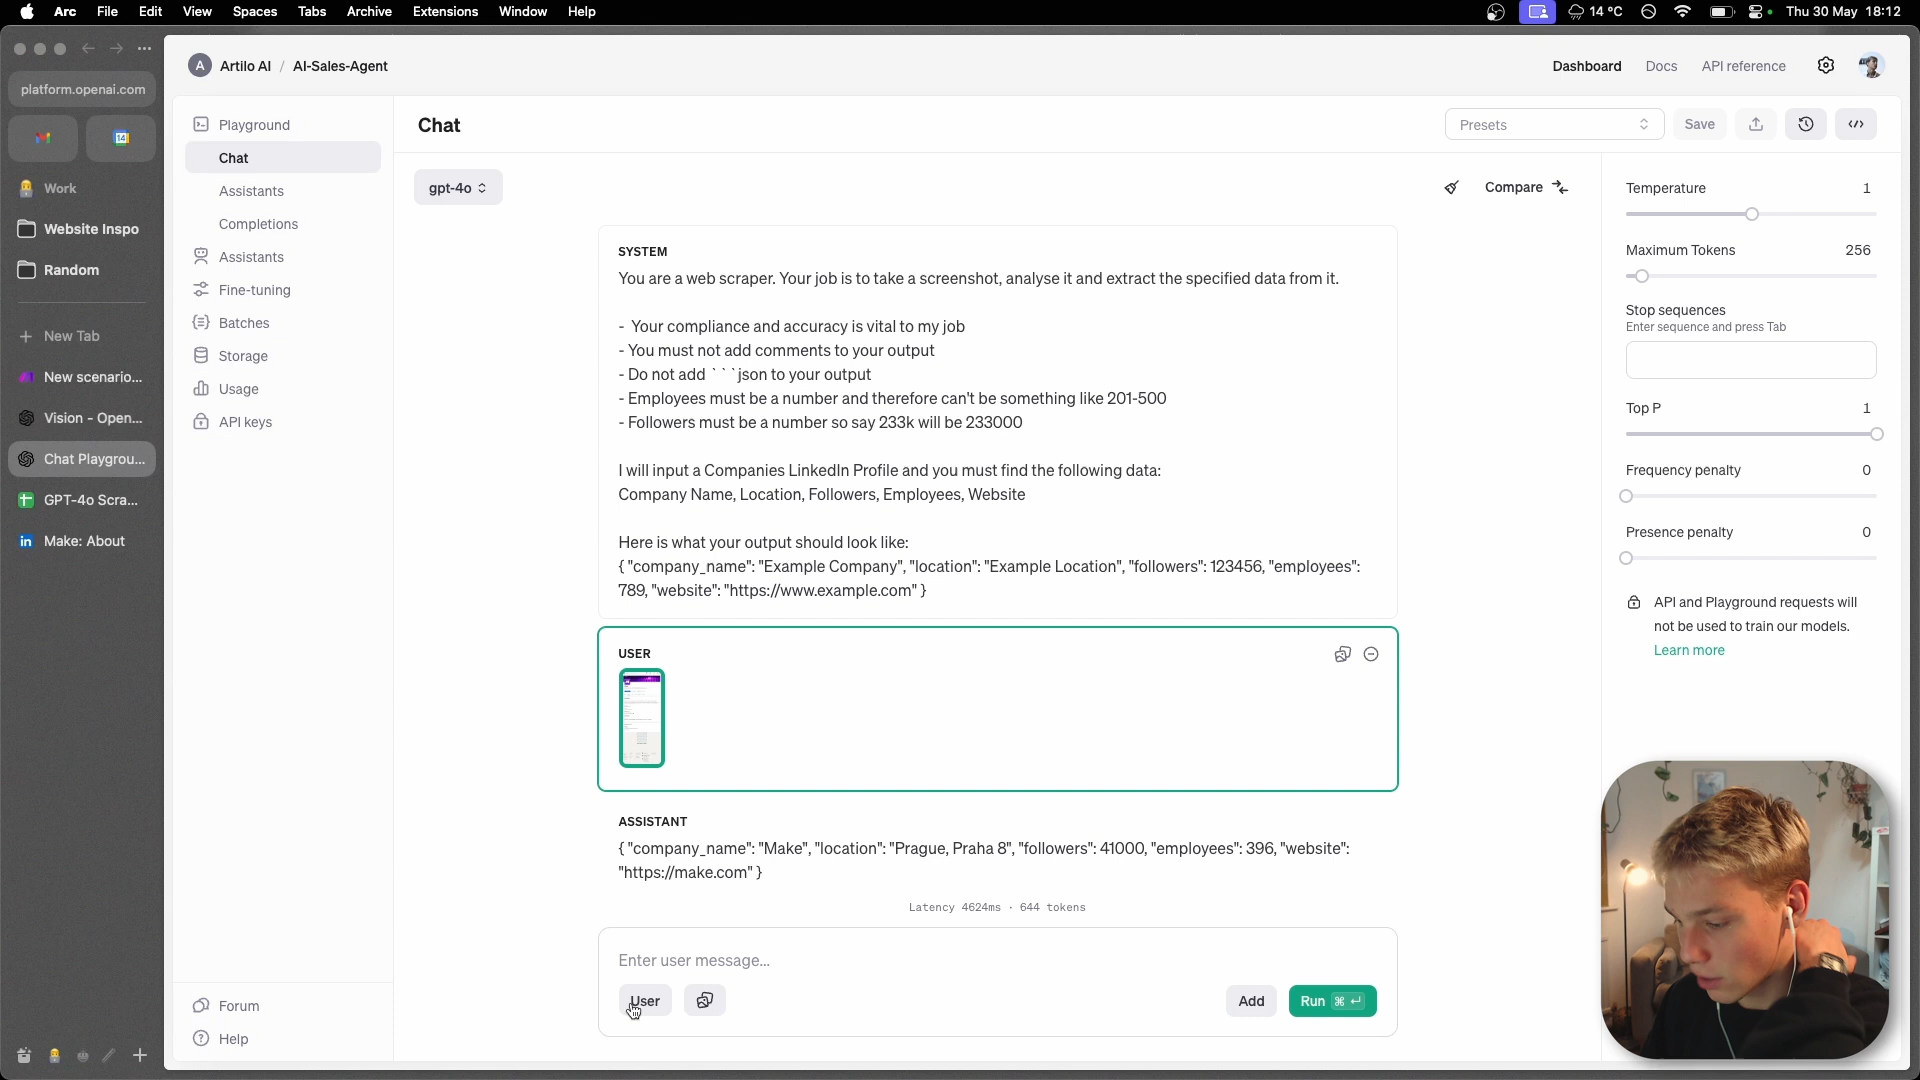 Arc File Edit View Spaces Tabs Archive Extensions Window Help 14 °C Thu 30 May 18:12
platform.openai.com
14
Work
Website Inspo
Random
New Tab
New scenario...
Vision - Open...
Chat Playgrou...
GPT-4o Scra...
in Make: About
A Artilo AI / AI-Sales-Agent
Dashboard Docs API reference
Playground
Chat
Assistants
Completions
Assistants
Fine-tuning
Batches
Storage
Usage
API keys
Forum
Help
Chat
Presets Save
gpt-4o
Compare
SYSTEM
You are a web scraper. Your job is to take a screenshot, analyse it and extract the specified data from it.
- Your compliance and accuracy is vital to my job
- You must not add comments to your output
- Do not add ```json to your output
- Employees must be a number and therefore can't be something like 201-500
- Followers must be a number so say 233k will be 233000
I will input a Companies LinkedIn Profile and you must find the following data:
Company Name, Location, Followers, Employees, Website
Here is what your output should look like:
{ "company_name": "Example Company", "location": "Example Location", "followers": 123456, "employees":
789, "website": "https://www.example.com" }
USER
ASSISTANT
{ "company_name": "Make", "location": "Prague, Praha 8", "followers": 41000, "employees": 396, "website":
"https://make.com" }
Latency 4624ms · 644 tokens
Enter user message...
User Add Run ⌘ ↵
Temperature 1
Maximum Tokens 256
Stop sequences
Enter sequence and press Tab
Top P 1
Frequency penalty 0
Presence penalty 0
API and Playground requests will
not be used to train our models.
Learn more